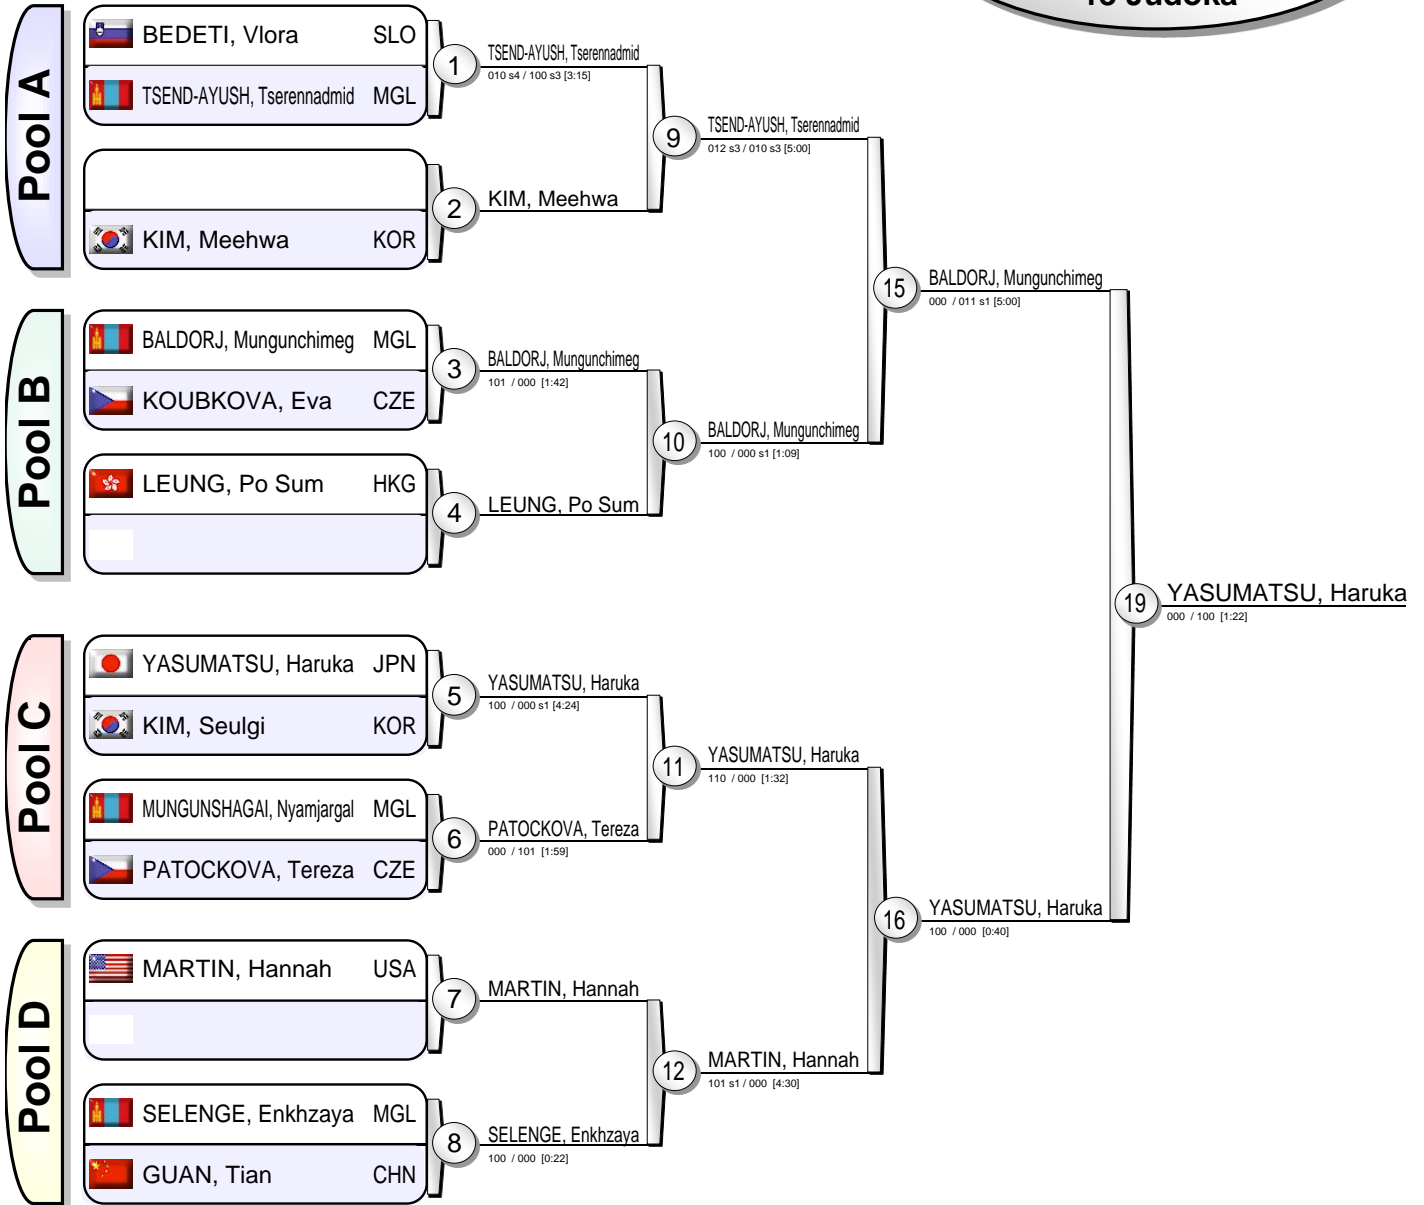 13 Judoka
Pool A
BEDETI, Vlora SLO
TSEND-AYUSH, Tserennadmid MGL
1
TSEND-AYUSH, Tserennadmid
010 s4 / 100 s3 [3:15]
KIM, Meehwa KOR
2
KIM, Meehwa
9
TSEND-AYUSH, Tserennadmid
012 s3 / 010 s3 [5:00]
Pool B
BALDORJ, Mungunchimeg MGL
KOUBKOVA, Eva CZE
3
BALDORJ, Mungunchimeg
101 / 000 [1:42]
LEUNG, Po Sum HKG
4
LEUNG, Po Sum
10
BALDORJ, Mungunchimeg
100 / 000 s1 [1:09]
15
BALDORJ, Mungunchimeg
000 / 011 s1 [5:00]
Pool C
YASUMATSU, Haruka JPN
KIM, Seulgi KOR
5
YASUMATSU, Haruka
100 / 000 s1 [4:24]
MUNGUNSHAGAI, Nyamjargal MGL
PATOCKOVA, Tereza CZE
6
PATOCKOVA, Tereza
000 / 101 [1:59]
11
YASUMATSU, Haruka
110 / 000 [1:32]
Pool D
MARTIN, Hannah USA
7
MARTIN, Hannah
SELENGE, Enkhzaya MGL
GUAN, Tian CHN
8
SELENGE, Enkhzaya
100 / 000 [0:22]
12
MARTIN, Hannah
101 s1 / 000 [4:30]
16
YASUMATSU, Haruka
100 / 000 [0:40]
19
YASUMATSU, Haruka
000 / 100 [1:22]